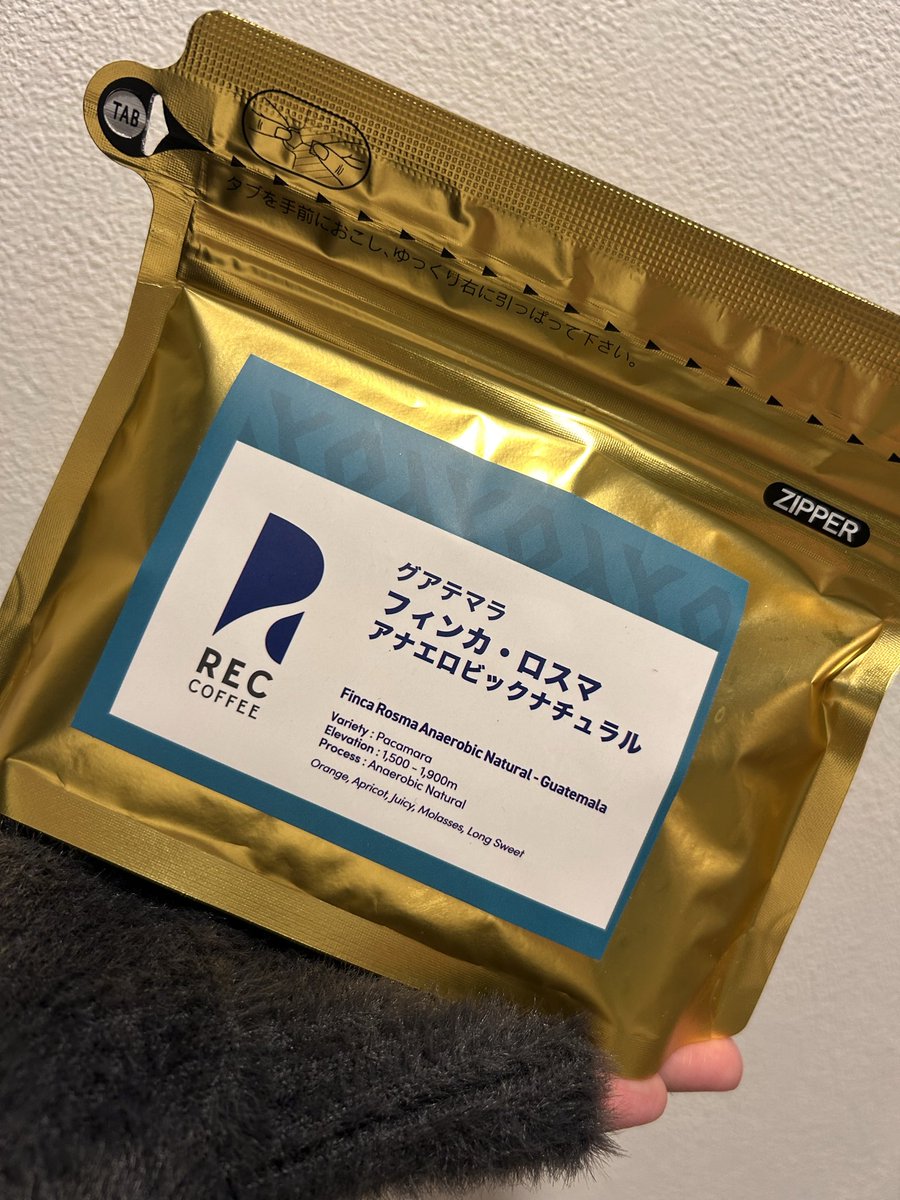 TAB
タブを手前におこし、ゆっくり右に引っぱって下さい。
ZIPPER
REC
COFFEE
グアテマラ
フィンカ・ロスマ
アナエロビックナチュラル
Finca Rosma Anaerobic Natural - Guatemala
Variety : Pacamara
Elevation : 1,500 – 1,900m
Process : Anaerobic Natural
Orange, Apricot, Juicy, Molasses, Long Sweet